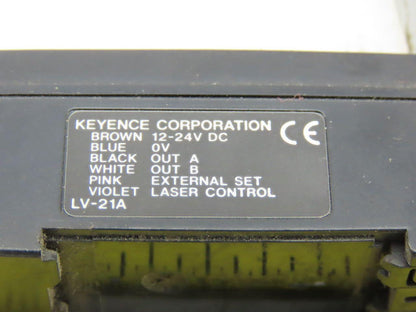 KEYENCE CORPORATION CE
BROWN 12-24V DC
BLUE 0V
BLACK OUT A
WHITE OUT B
PINK EXTERNAL SET
VIOLET LASER CONTROL
LV-21A